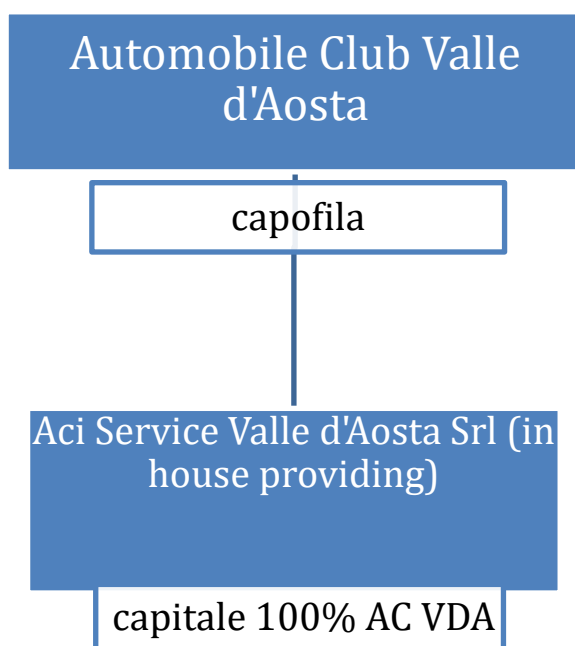 Automobile Club Valle
d'Aosta
capofila
Aci Service Valle d'Aosta Srl (in
house providing)
capitale 100% AC VDA